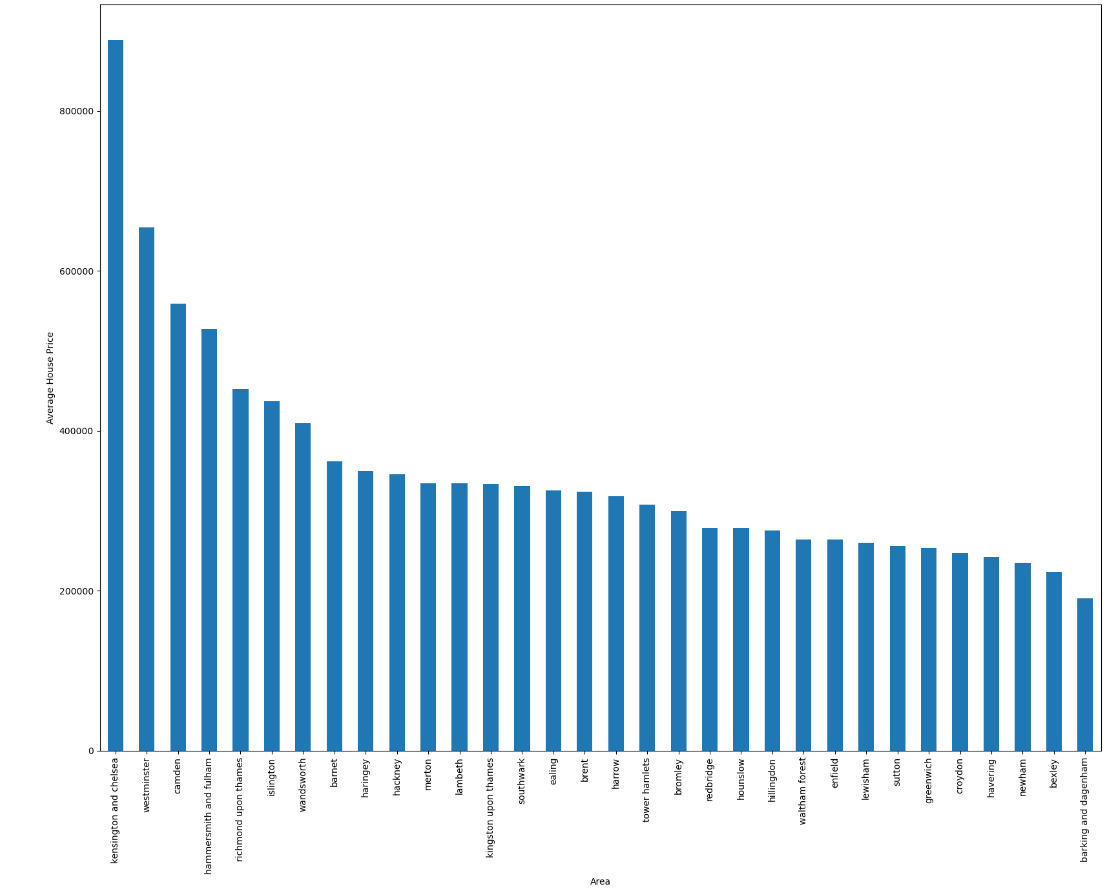 800000
600000
400000
200000
0
Average House Price
kensington and chelsea
westminster
camden
hammersmith and fulham
richmond upon thames
islington
wandsworth
barnet
haringey
hackney
merton
lambeth
kingston upon thames
southwark
ealing
brent
harrow
tower hamlets
bromley
redbridge
hounslow
hillingdon
waltham forest
enfield
lewisham
sutton
greenwich
croydon
havering
newham
bexley
barking and dagenham
Area